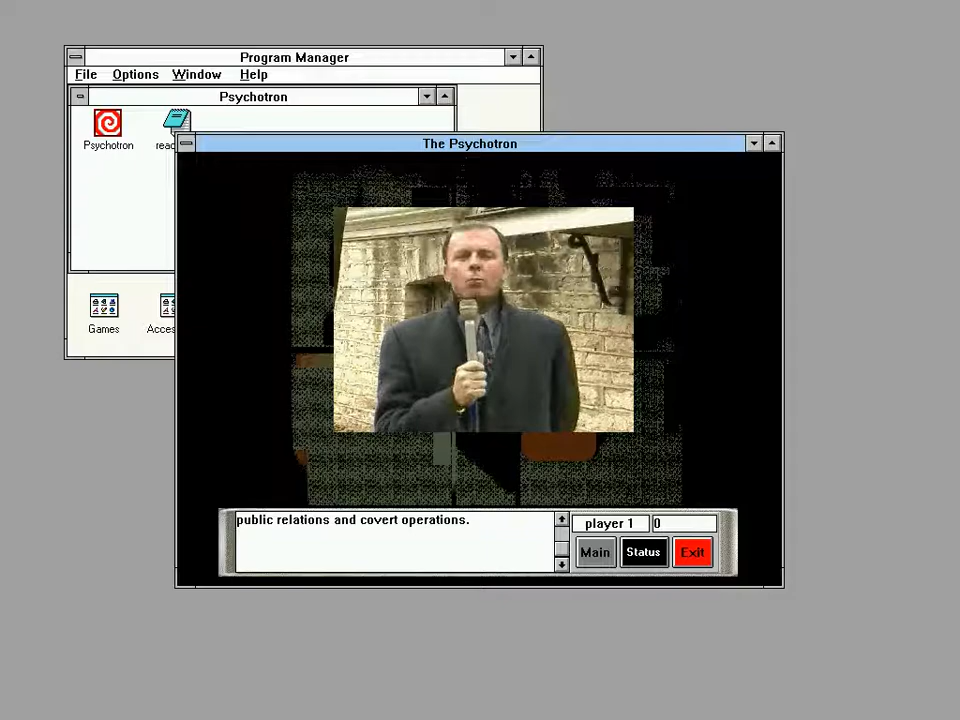 Program Manager
File Options Window Help
Psychotron
Psychotron
The Psychotron
Games
public relations and covert operations.
player 1 0
Main Status Exit